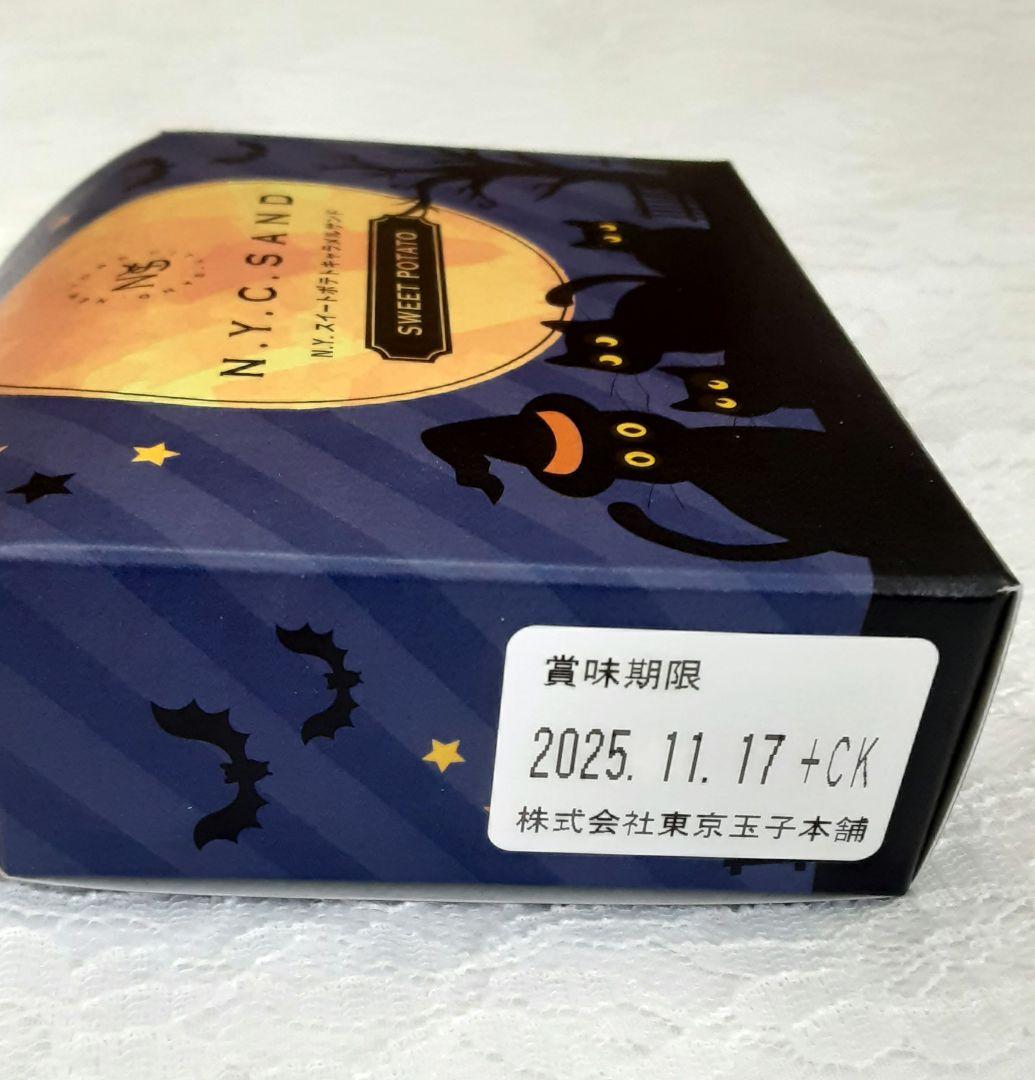 N.Y.C.SAND
N.Y.スイートポテトキャラメルサンド
SWEET POTATO
賞味期限
2025. 11. 17 +CK
株式会社東京玉子本舗